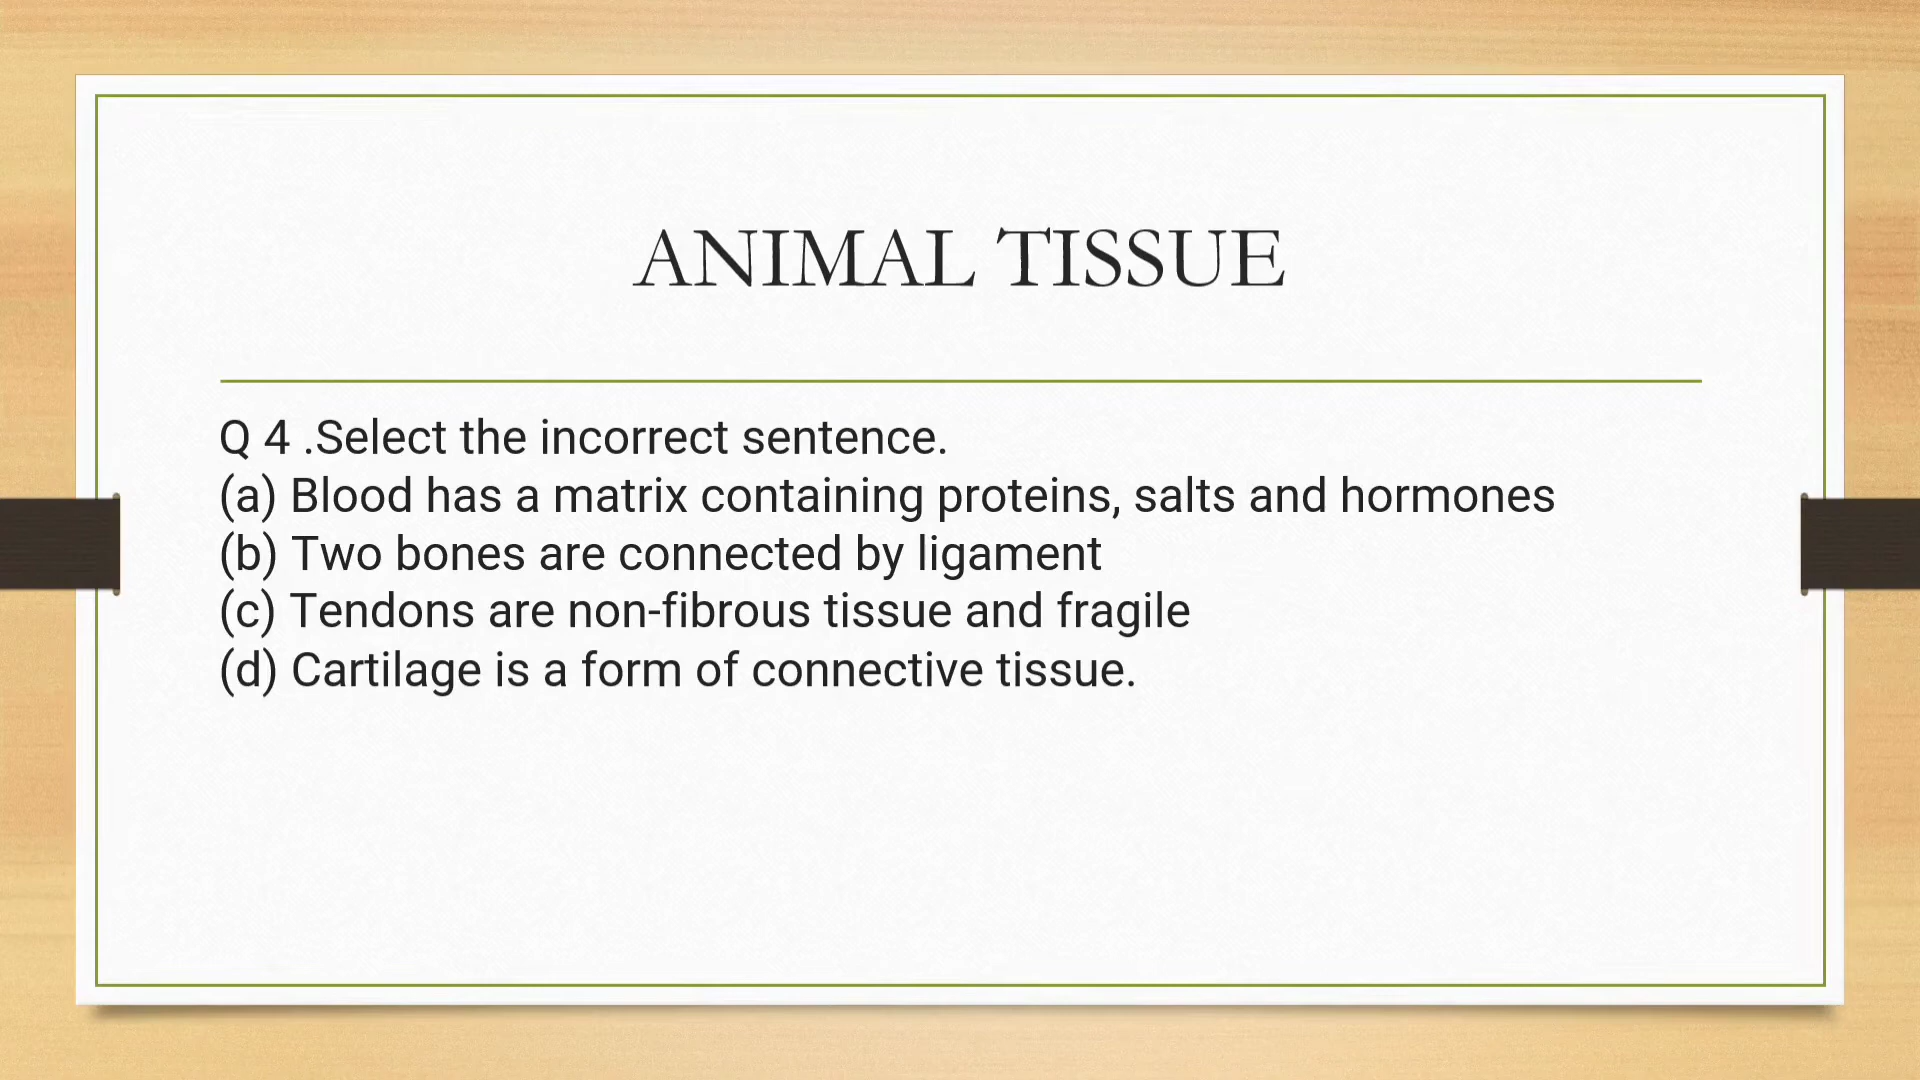 ANIMAL TISSUE
Q 4 .Select the incorrect sentence.
(a) Blood has a matrix containing proteins, salts and hormones
(b) Two bones are connected by ligament
(c) Tendons are non-fibrous tissue and fragile
(d) Cartilage is a form of connective tissue.